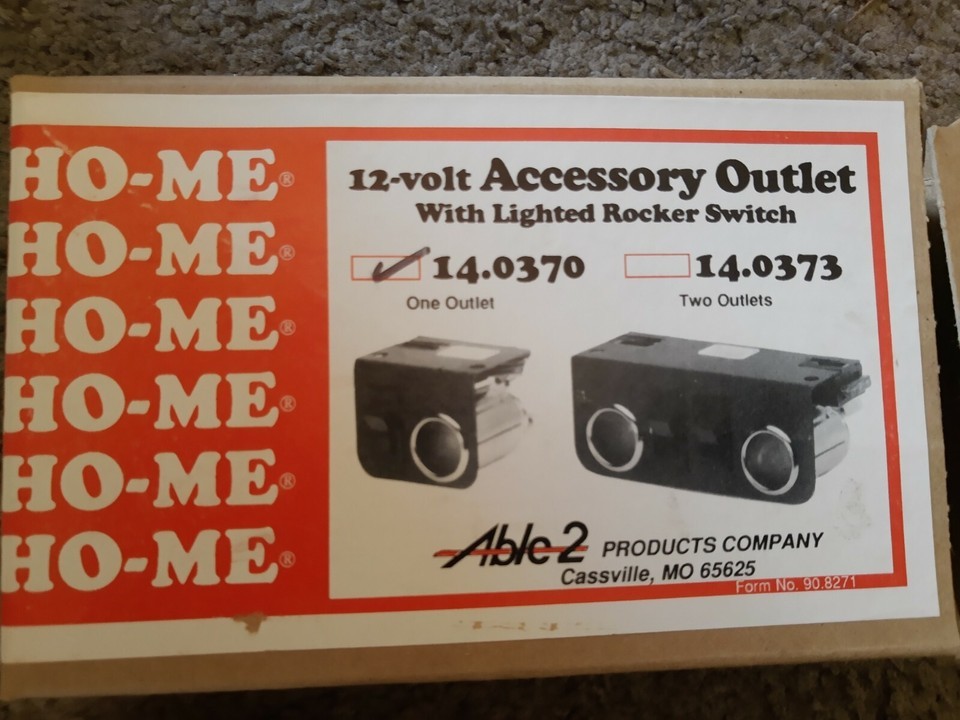 HO-ME®
HO-ME®
HO-ME®
HO-ME®
HO-ME®
HO-ME®
12-volt Accessory Outlet
With Lighted Rocker Switch
14.0370
14.0373
One Outlet
Two Outlets
Able-2 PRODUCTS COMPANY
Cassville, MO 65625
Form No. 90.8271